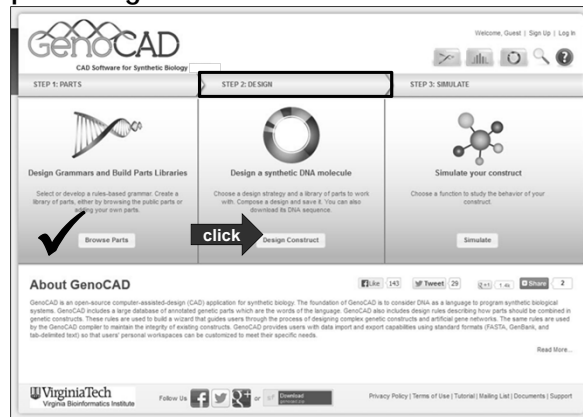 GenoCAD
CAD Software for Synthetic Biology
Welcome, Guest | Sign Up | Log In
STEP 1: PARTS
STEP 2: DESIGN
STEP 3: SIMULATE
Design Grammars and Build Parts Libraries
Select or develop a rules-based grammar. Create a
library of parts, either by browsing the public parts or
adding your own parts.
Browse Parts
Design a synthetic DNA molecule
Choose a design strategy and a library of parts to work
with. Compose a design and save it. You can also
download its DNA sequence.
click
Design Construct
Simulate your construct
Choose a function to study the behavior of your
construct.
Simulate
About GenoCAD
Like 143 Tweet 29 +1 1.4k Share 2
GenoCAD is an open-source computer-assisted-design (CAD) application for synthetic biology. The foundation of GenoCAD is to consider DNA as a language to program synthetic biological
systems. GenoCAD includes a large database of annotated genetic parts which are the words of the language. GenoCAD also includes design rules describing how parts should be combined in
genetic constructs. These rules are used to build a wizard that guides users through the process of designing complex genetic constructs and artificial gene networks. The same rules are used
by the GenoCAD compiler to maintain the integrity of existing constructs. GenoCAD provides users with data import and export capabilities using standard formats (FASTA, GenBank, and
tab-delimited text) so that users' personal workspaces can be customized to meet their specific needs.
Read More...
VirginiaTech
Virginia Bioinformatics Institute
Follow Us
or
Download
Privacy Policy | Terms of Use | Tutorial | Mailing List | Documents | Support